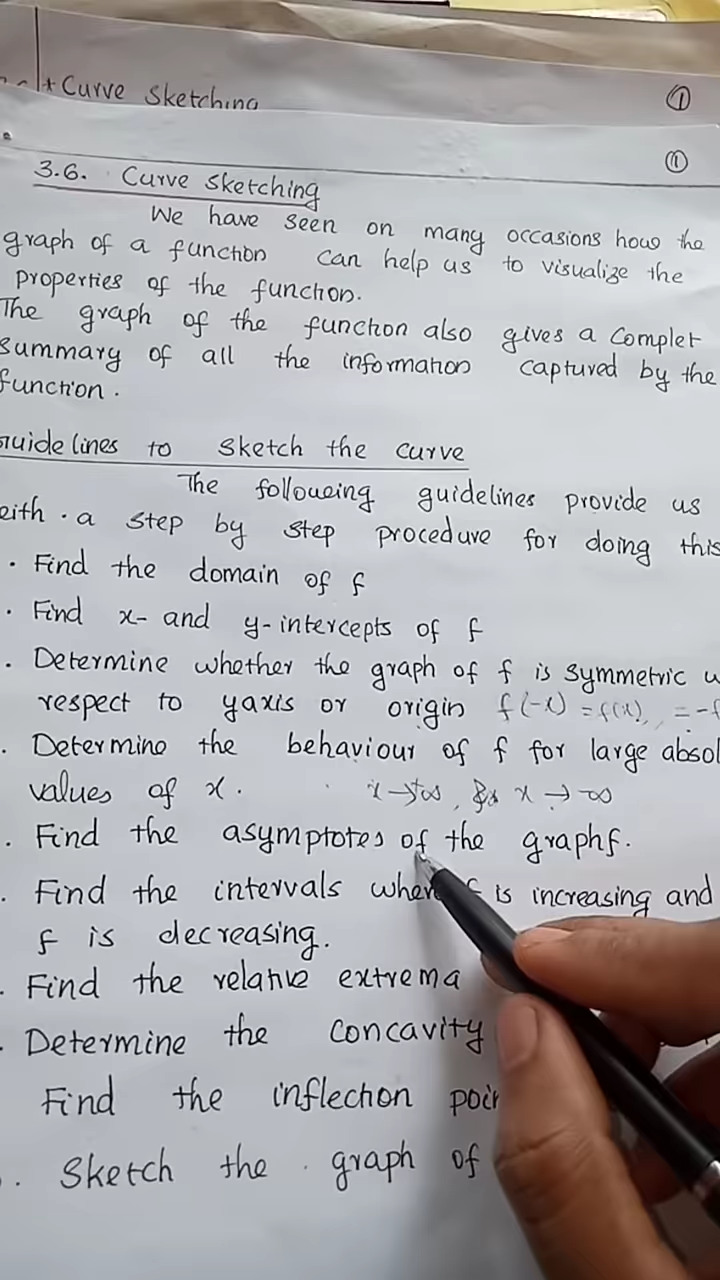 * Curve Sketching
①
①
3.6. Curve Sketching
We have seen on many occasions how the
graph of a function can help us to visualize the
properties of the function.
The graph of the function also gives a Complet
summary of all the information captured by the
function.
uidelines to sketch the curve
The following guidelines provide us
with a step by step procedure for doing this
. Find the domain of f
. Find x- and y-intercepts of f
. Determine whether the graph of f is symmetric w
respect to yaxis or origin f(-x) = f(x), = -f
. Determine the behaviour of f for large absol
values of x. x→+∞, x→-∞
. Find the asymptotes of the graph f.
. Find the intervals where f is increasing and
f is decreasing.
. Find the relative extrema
. Determine the concavity
Find the inflection poin
. Sketch the graph of